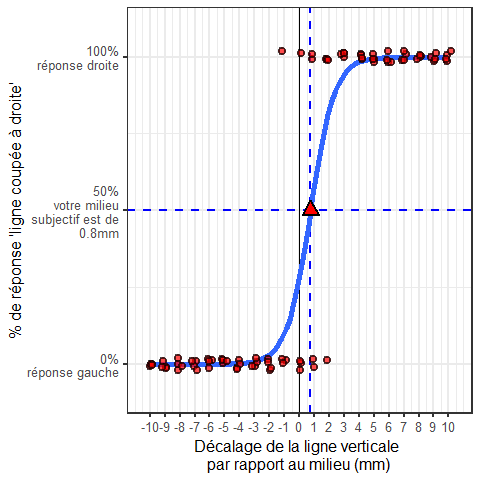 100%
réponse droite
50%
votre milieu
subjectif est de
0.8mm
0%
réponse gauche
% de réponse 'ligne coupée à droite'
-10 -9 -8 -7 -6 -5 -4 -3 -2 -1 0 1 2 3 4 5 6 7 8 9 10
Décalage de la ligne verticale
par rapport au milieu (mm)